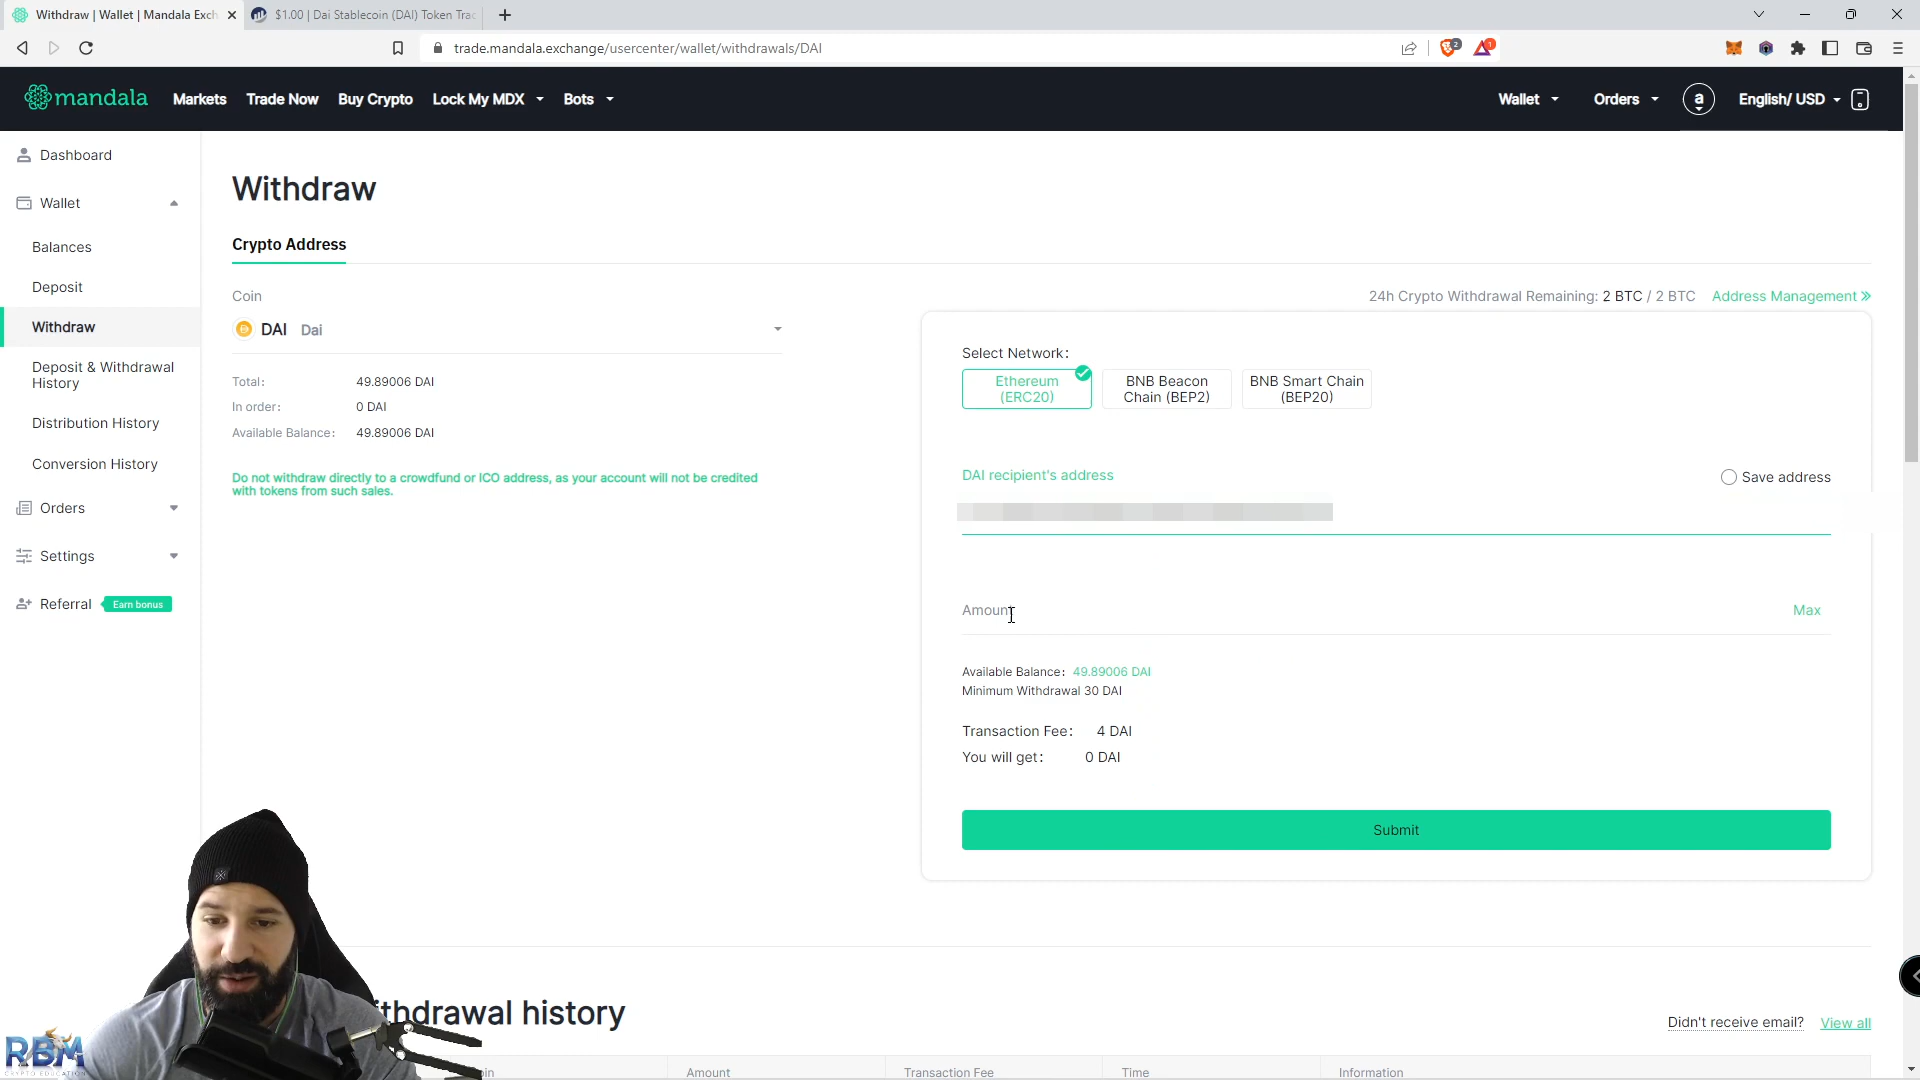 Withdraw | Wallet | Mandala Exch
$1.00 | Dai Stablecoin (DAI) Token Trac
trade.mandala.exchange/usercenter/wallet/withdrawals/DAI
2
1
mandala
Markets
Trade Now
Buy Crypto
Lock My MDX
Bots
Wallet
Orders
a
English/ USD
Dashboard
Wallet
Balances
Deposit
Withdraw
Deposit & Withdrawal
History
Distribution History
Conversion History
Orders
Settings
Referral
Earn bonus
Withdraw
Crypto Address
Coin
DAI Dai
Total: 49.89006 DAI
In order: 0 DAI
Available Balance: 49.89006 DAI
Do not withdraw directly to a crowdfund or ICO address, as your account will not be credited
with tokens from such sales.
24h Crypto Withdrawal Remaining: 2 BTC / 2 BTC
Address Management
Select Network:
Ethereum
(ERC20)
BNB Beacon
Chain (BEP2)
BNB Smart Chain
(BEP20)
DAI recipient's address
Save address
Amount
Max
Available Balance: 49.89006 DAI
Minimum Withdrawal 30 DAI
Transaction Fee: 4 DAI
You will get: 0 DAI
Submit
ithdrawal history
Didn't receive email?
View all
oin
Amount
Transaction Fee
Time
Information
RBM
CRYPTO EDUCATION